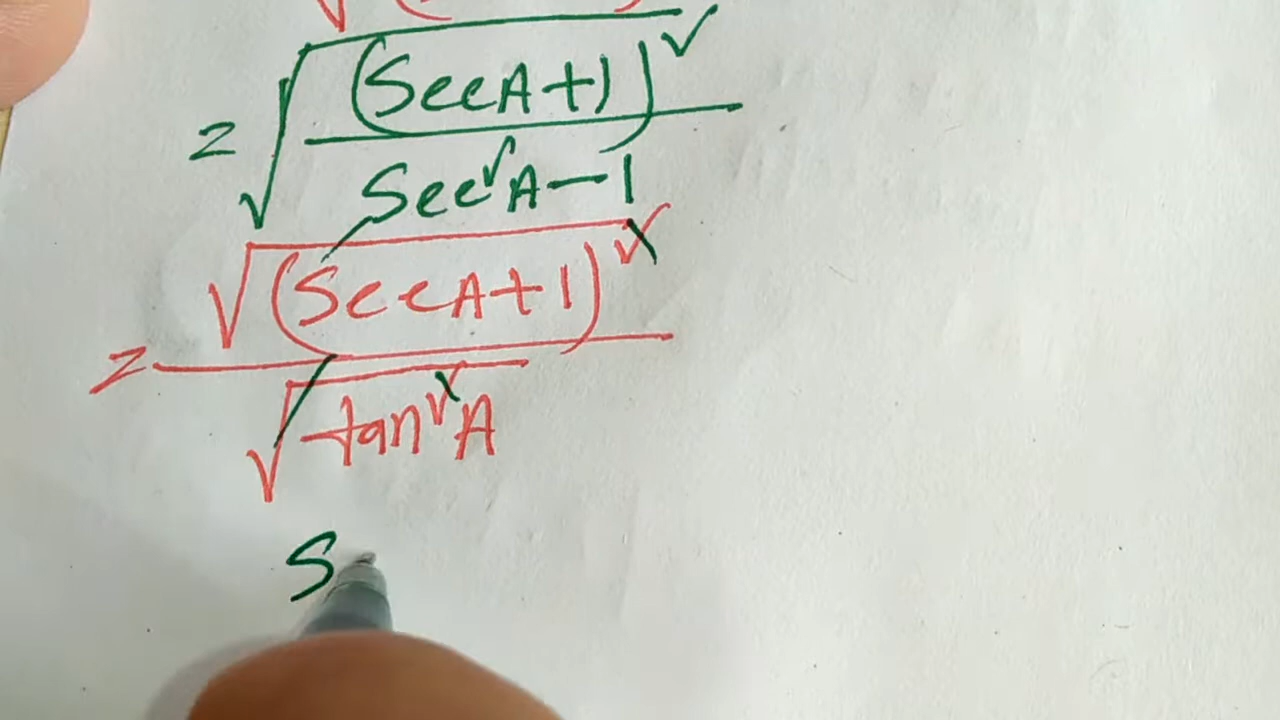 = √((SecA+1)²
Sec²A-1
= √(SecA+1)²
√tan²A
S